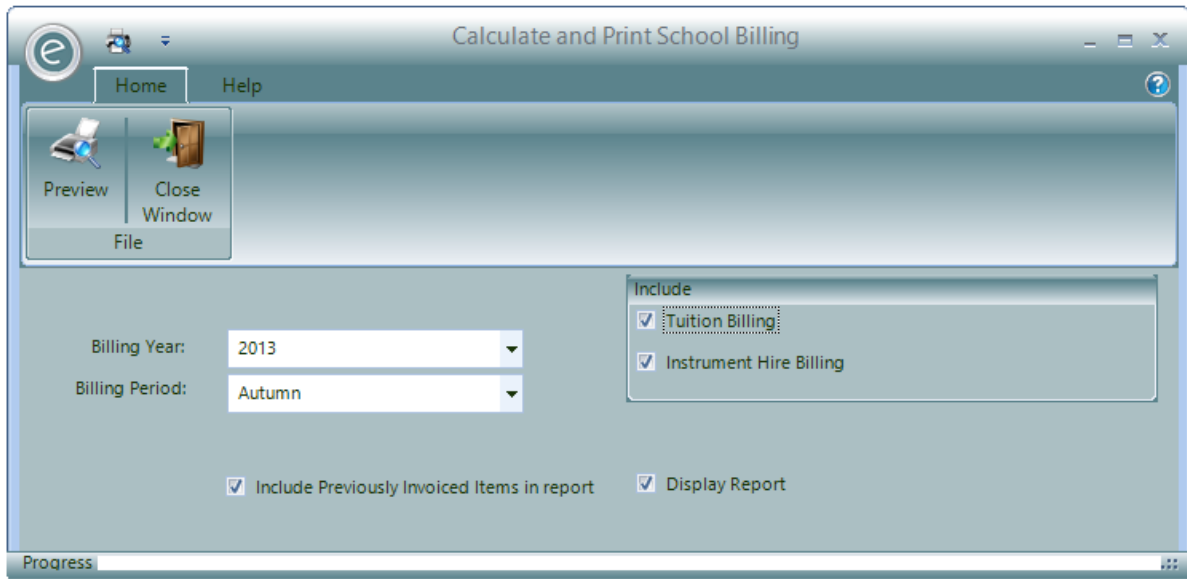 e
Calculate and Print School Billing
Home
Help
Preview
Close
Window
File
Include
Tuition Billing
Billing Year:
2013
Instrument Hire Billing
Billing Period:
Autumn
Include Previously Invoiced Items in report
Display Report
Progress